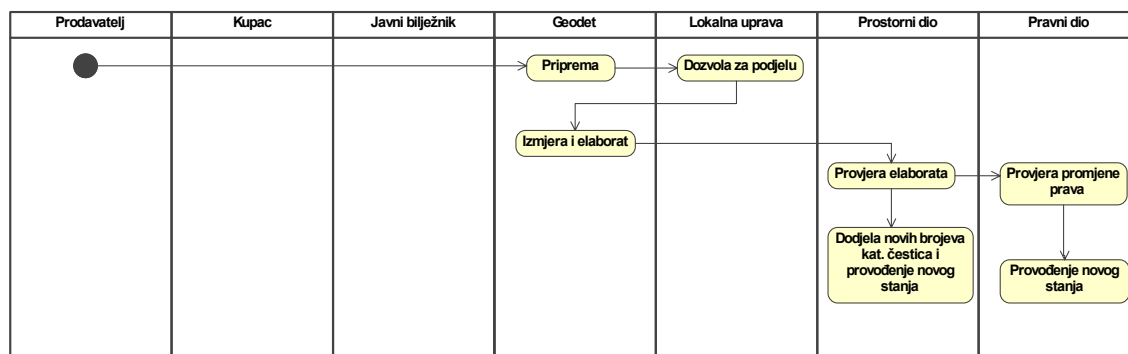 Prodavatelj
Kupac
Javni bilježnik
Geodet
Lokalna uprava
Prostorni dio
Pravni dio
Priprema
Dozvola za podjelu
Izmjera i elaborat
Provjera elaborata
Provjera promjene
prava
Dodjela novih brojeva
kat. čestica i
provođenje novog
stanja
Provođenje novog
stanja